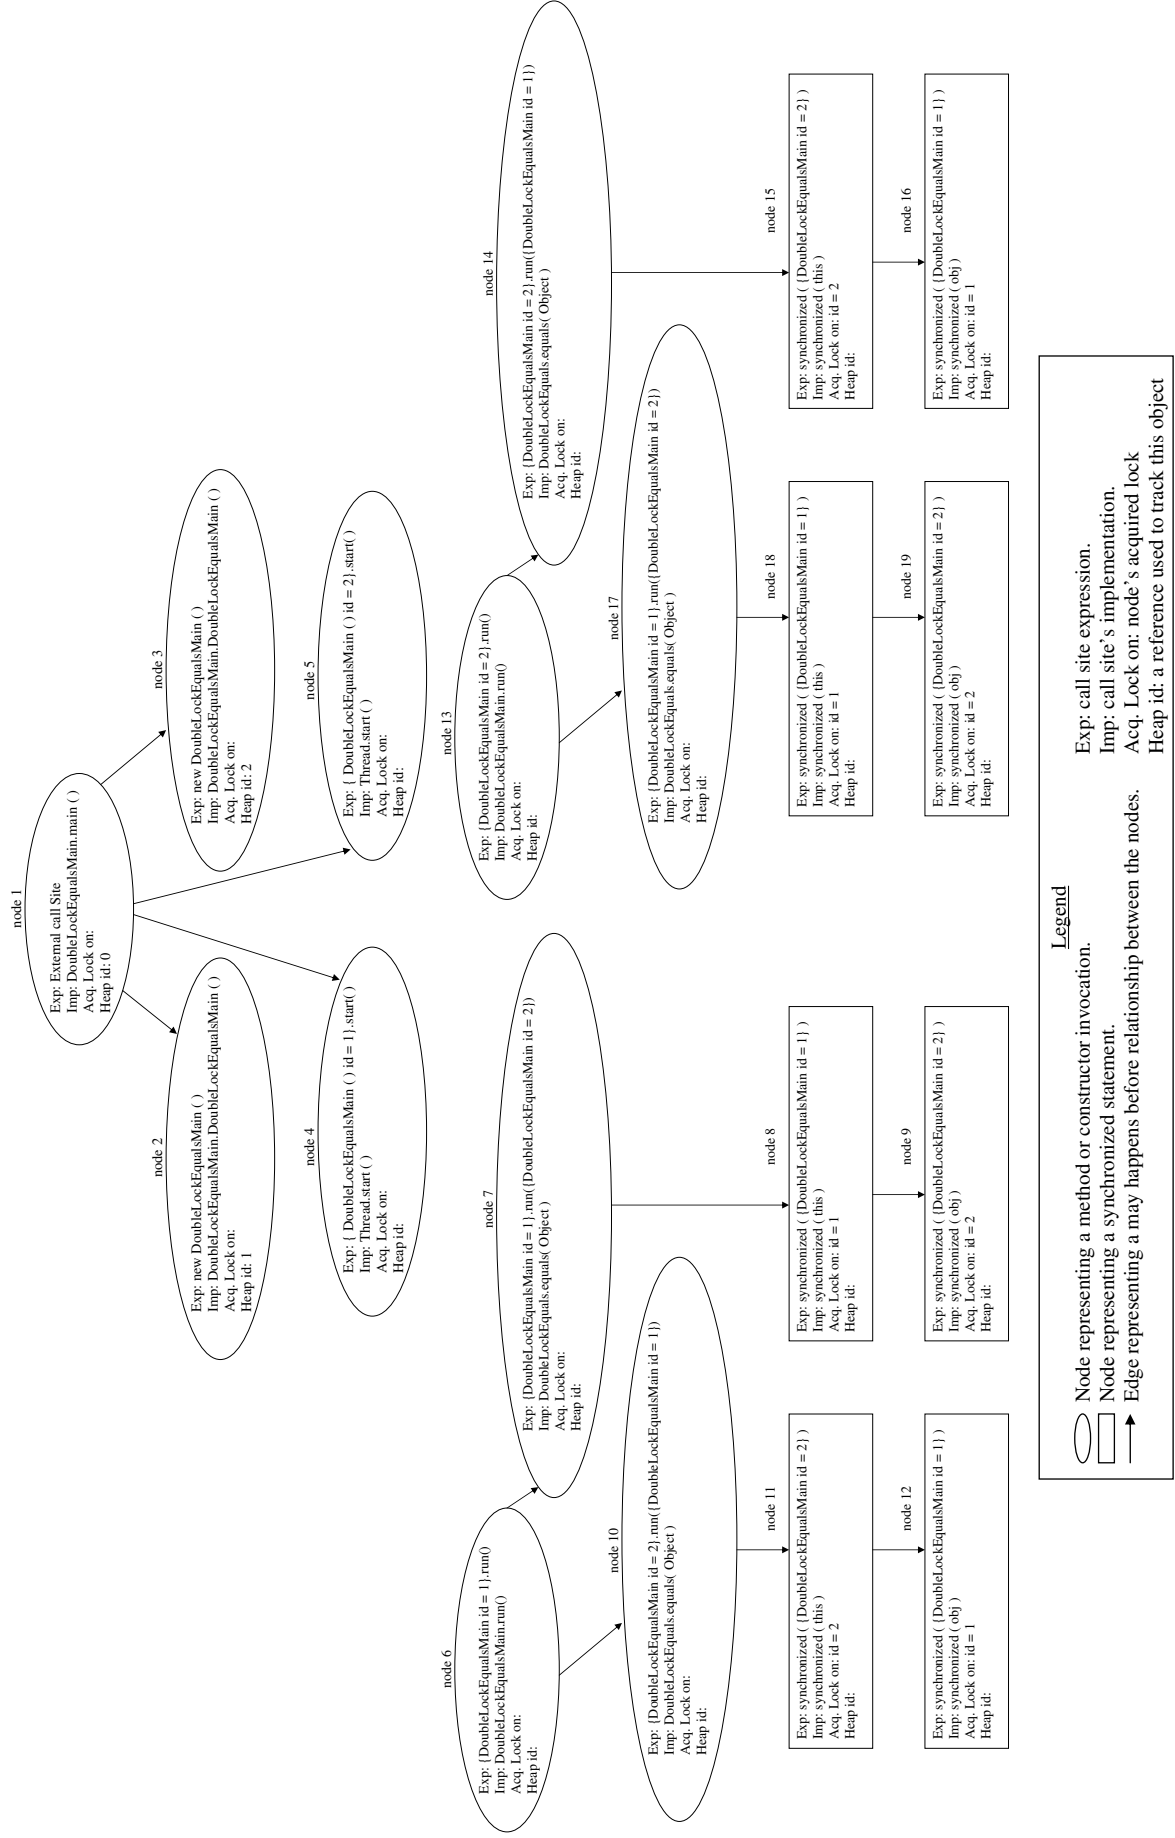 node 1
Exp: External call Site
Imp: DoubleLockEqualsMain.main ( )
Acq. Lock on:
Heap id: 0
node 2
Exp: new DoubleLockEqualsMain ( )
Imp: DoubleLockEqualsMain.DoubleLockEqualsMain ( )
Acq. Lock on:
Heap id: 1
node 3
Exp: new DoubleLockEqualsMain ( )
Imp: DoubleLockEqualsMain.DoubleLockEqualsMain ( )
Acq. Lock on:
Heap id: 2
node 4
Exp: { DoubleLockEqualsMain ( ) id = 1}.start( )
Imp: Thread.start ( )
Acq. Lock on:
Heap id:
node 5
Exp: { DoubleLockEqualsMain ( ) id = 2}.start( )
Imp: Thread.start ( )
Acq. Lock on:
Heap id:
node 6
Exp: {DoubleLockEqualsMain id = 1}.run()
Imp: DoubleLockEqualsMain.run()
Acq. Lock on:
Heap id:
node 7
Exp: {DoubleLockEqualsMain id = 1}.run({DoubleLockEqualsMain id = 2})
Imp: DoubleLockEquals.equals( Object )
Acq. Lock on:
Heap id:
node 10
Exp: {DoubleLockEqualsMain id = 2}.run({DoubleLockEqualsMain id = 1})
Imp: DoubleLockEquals.equals( Object )
Acq. Lock on:
Heap id:
node 13
Exp: {DoubleLockEqualsMain id = 2}.run()
Imp: DoubleLockEqualsMain.run()
Acq. Lock on:
Heap id:
node 14
Exp: {DoubleLockEqualsMain id = 2}.run({DoubleLockEqualsMain id = 1})
Imp: DoubleLockEquals.equals( Object )
Acq. Lock on:
Heap id:
node 17
Exp: {DoubleLockEqualsMain id = 1}.run({DoubleLockEqualsMain id = 2})
Imp: DoubleLockEquals.equals( Object )
Acq. Lock on:
Heap id:
node 11
Exp: synchronized ( {DoubleLockEqualsMain id = 2} )
Imp: synchronized ( this )
Acq. Lock on: id = 2
Heap id:
node 8
Exp: synchronized ( {DoubleLockEqualsMain id = 1} )
Imp: synchronized ( this )
Acq. Lock on: id = 1
Heap id:
node 18
Exp: synchronized ( {DoubleLockEqualsMain id = 1} )
Imp: synchronized ( this )
Acq. Lock on: id = 1
Heap id:
node 15
Exp: synchronized ( {DoubleLockEqualsMain id = 2} )
Imp: synchronized ( this )
Acq. Lock on: id = 2
Heap id:
node 12
Exp: synchronized ( {DoubleLockEqualsMain id = 1} )
Imp: synchronized ( obj )
Acq. Lock on: id = 1
Heap id:
node 9
Exp: synchronized ( {DoubleLockEqualsMain id = 2} )
Imp: synchronized ( obj )
Acq. Lock on: id = 2
Heap id:
node 19
Exp: synchronized ( {DoubleLockEqualsMain id = 2} )
Imp: synchronized ( obj )
Acq. Lock on: id = 2
Heap id:
node 16
Exp: synchronized ( {DoubleLockEqualsMain id = 1} )
Imp: synchronized ( obj )
Acq. Lock on: id = 1
Heap id:
Legend
Node representing a method or constructor invocation.
Node representing a synchronized statement.
Edge representing a may happens before relationship between the nodes.
Exp: call site expression.
Imp: call site's implementation.
Acq. Lock on: node's acquired lock
Heap id: a reference used to track this object